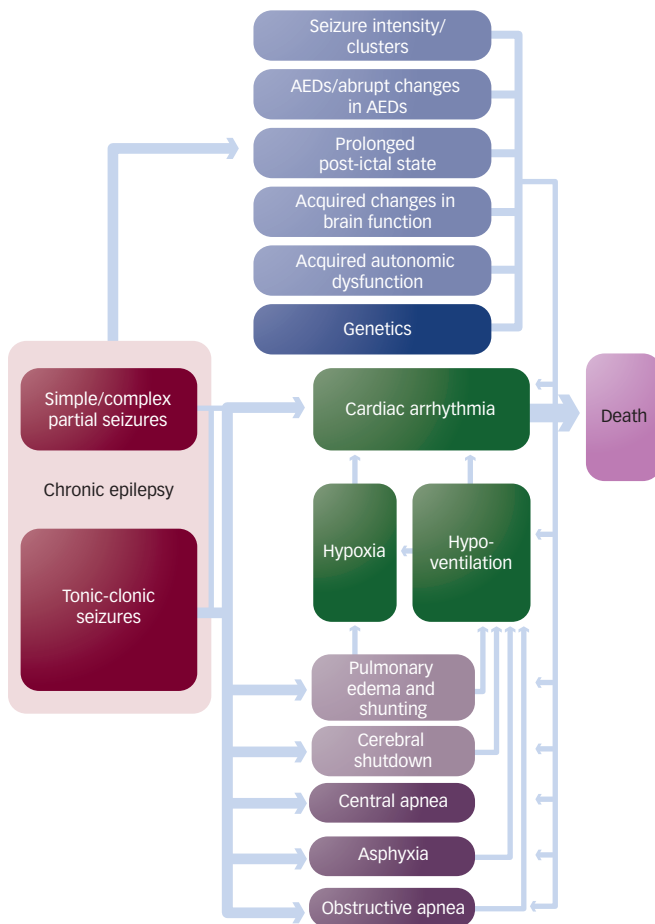 Seizure intensity/
clusters
AEDs/abrupt changes
in AEDs
Prolonged
post-ictal state
Acquired changes in
brain function
Acquired autonomic
dysfunction
Genetics
Simple/complex
partial seizures
Chronic epilepsy
Tonic-clonic
seizures
Cardiac arrhythmia
Death
Hypoxia
Hypo-
ventilation
Pulmonary
edema and
shunting
Cerebral
shutdown
Central apnea
Asphyxia
Obstructive apnea